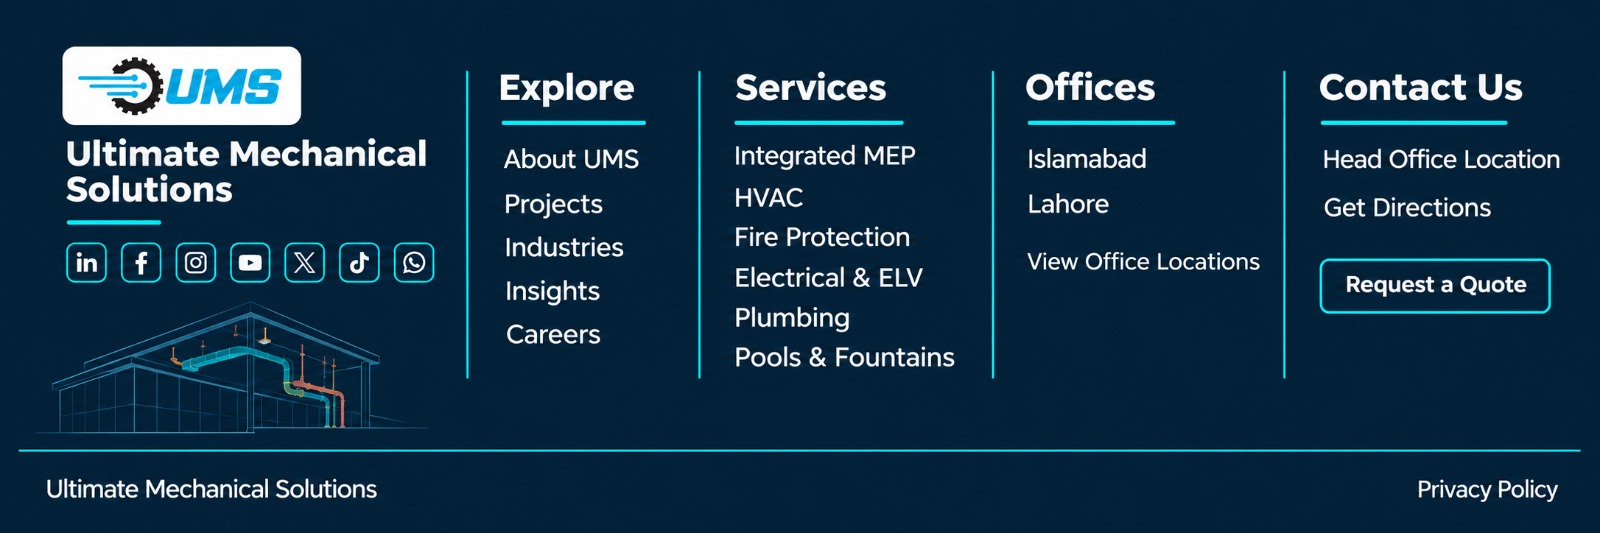 UMS
Ultimate Mechanical
Solutions
in
Explore
About UMS
Projects
Industries
Insights
Careers
Services
Integrated MEP
HVAC
Fire Protection
Electrical & ELV
Plumbing
Pools & Fountains
Offices
Islamabad
Lahore
View Office Locations
Contact Us
Head Office Location
Get Directions
Request a Quote
Ultimate Mechanical Solutions
Privacy Policy